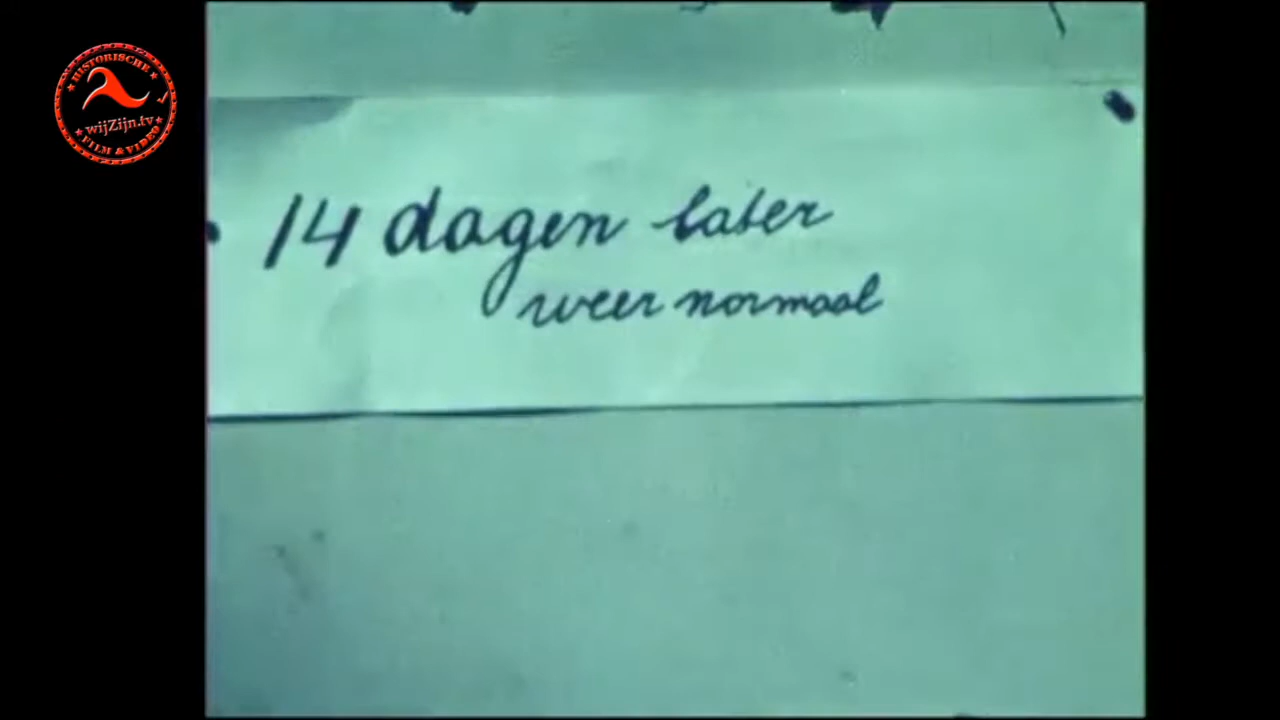 HISTORISCHE
wijZijn.tv
FILM & VIDEO
14 dagen later
weer normaal